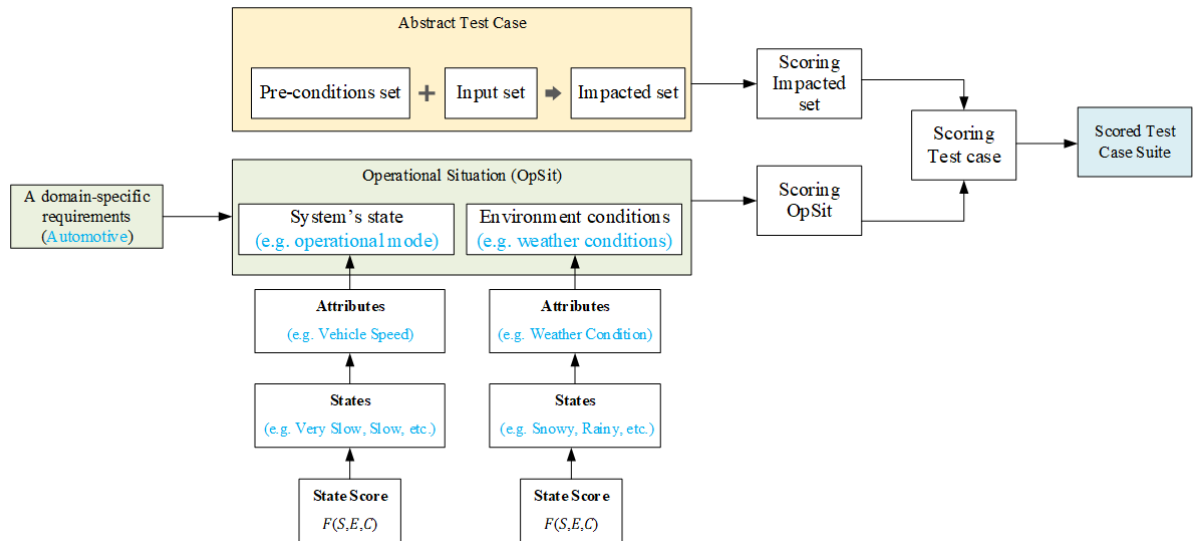 Abstract Test Case
Pre-conditions set
+
Input set
Impacted set
Scoring
Impacted
set
Scoring
Test case
Scored Test
Case Suite
A domain-specific
requirements
(Automotive)
Operational Situation (OpSit)
System's state
(e.g. operational mode)
Environment conditions
(e.g. weather conditions)
Scoring
OpSit
Attributes
(e.g. Vehicle Speed)
Attributes
(e.g. Weather Condition)
States
(e.g. Very Slow, Slow, etc.)
States
(e.g. Snowy, Rainy, etc.)
State Score
F(S,E,C)
State Score
F(S,E,C)